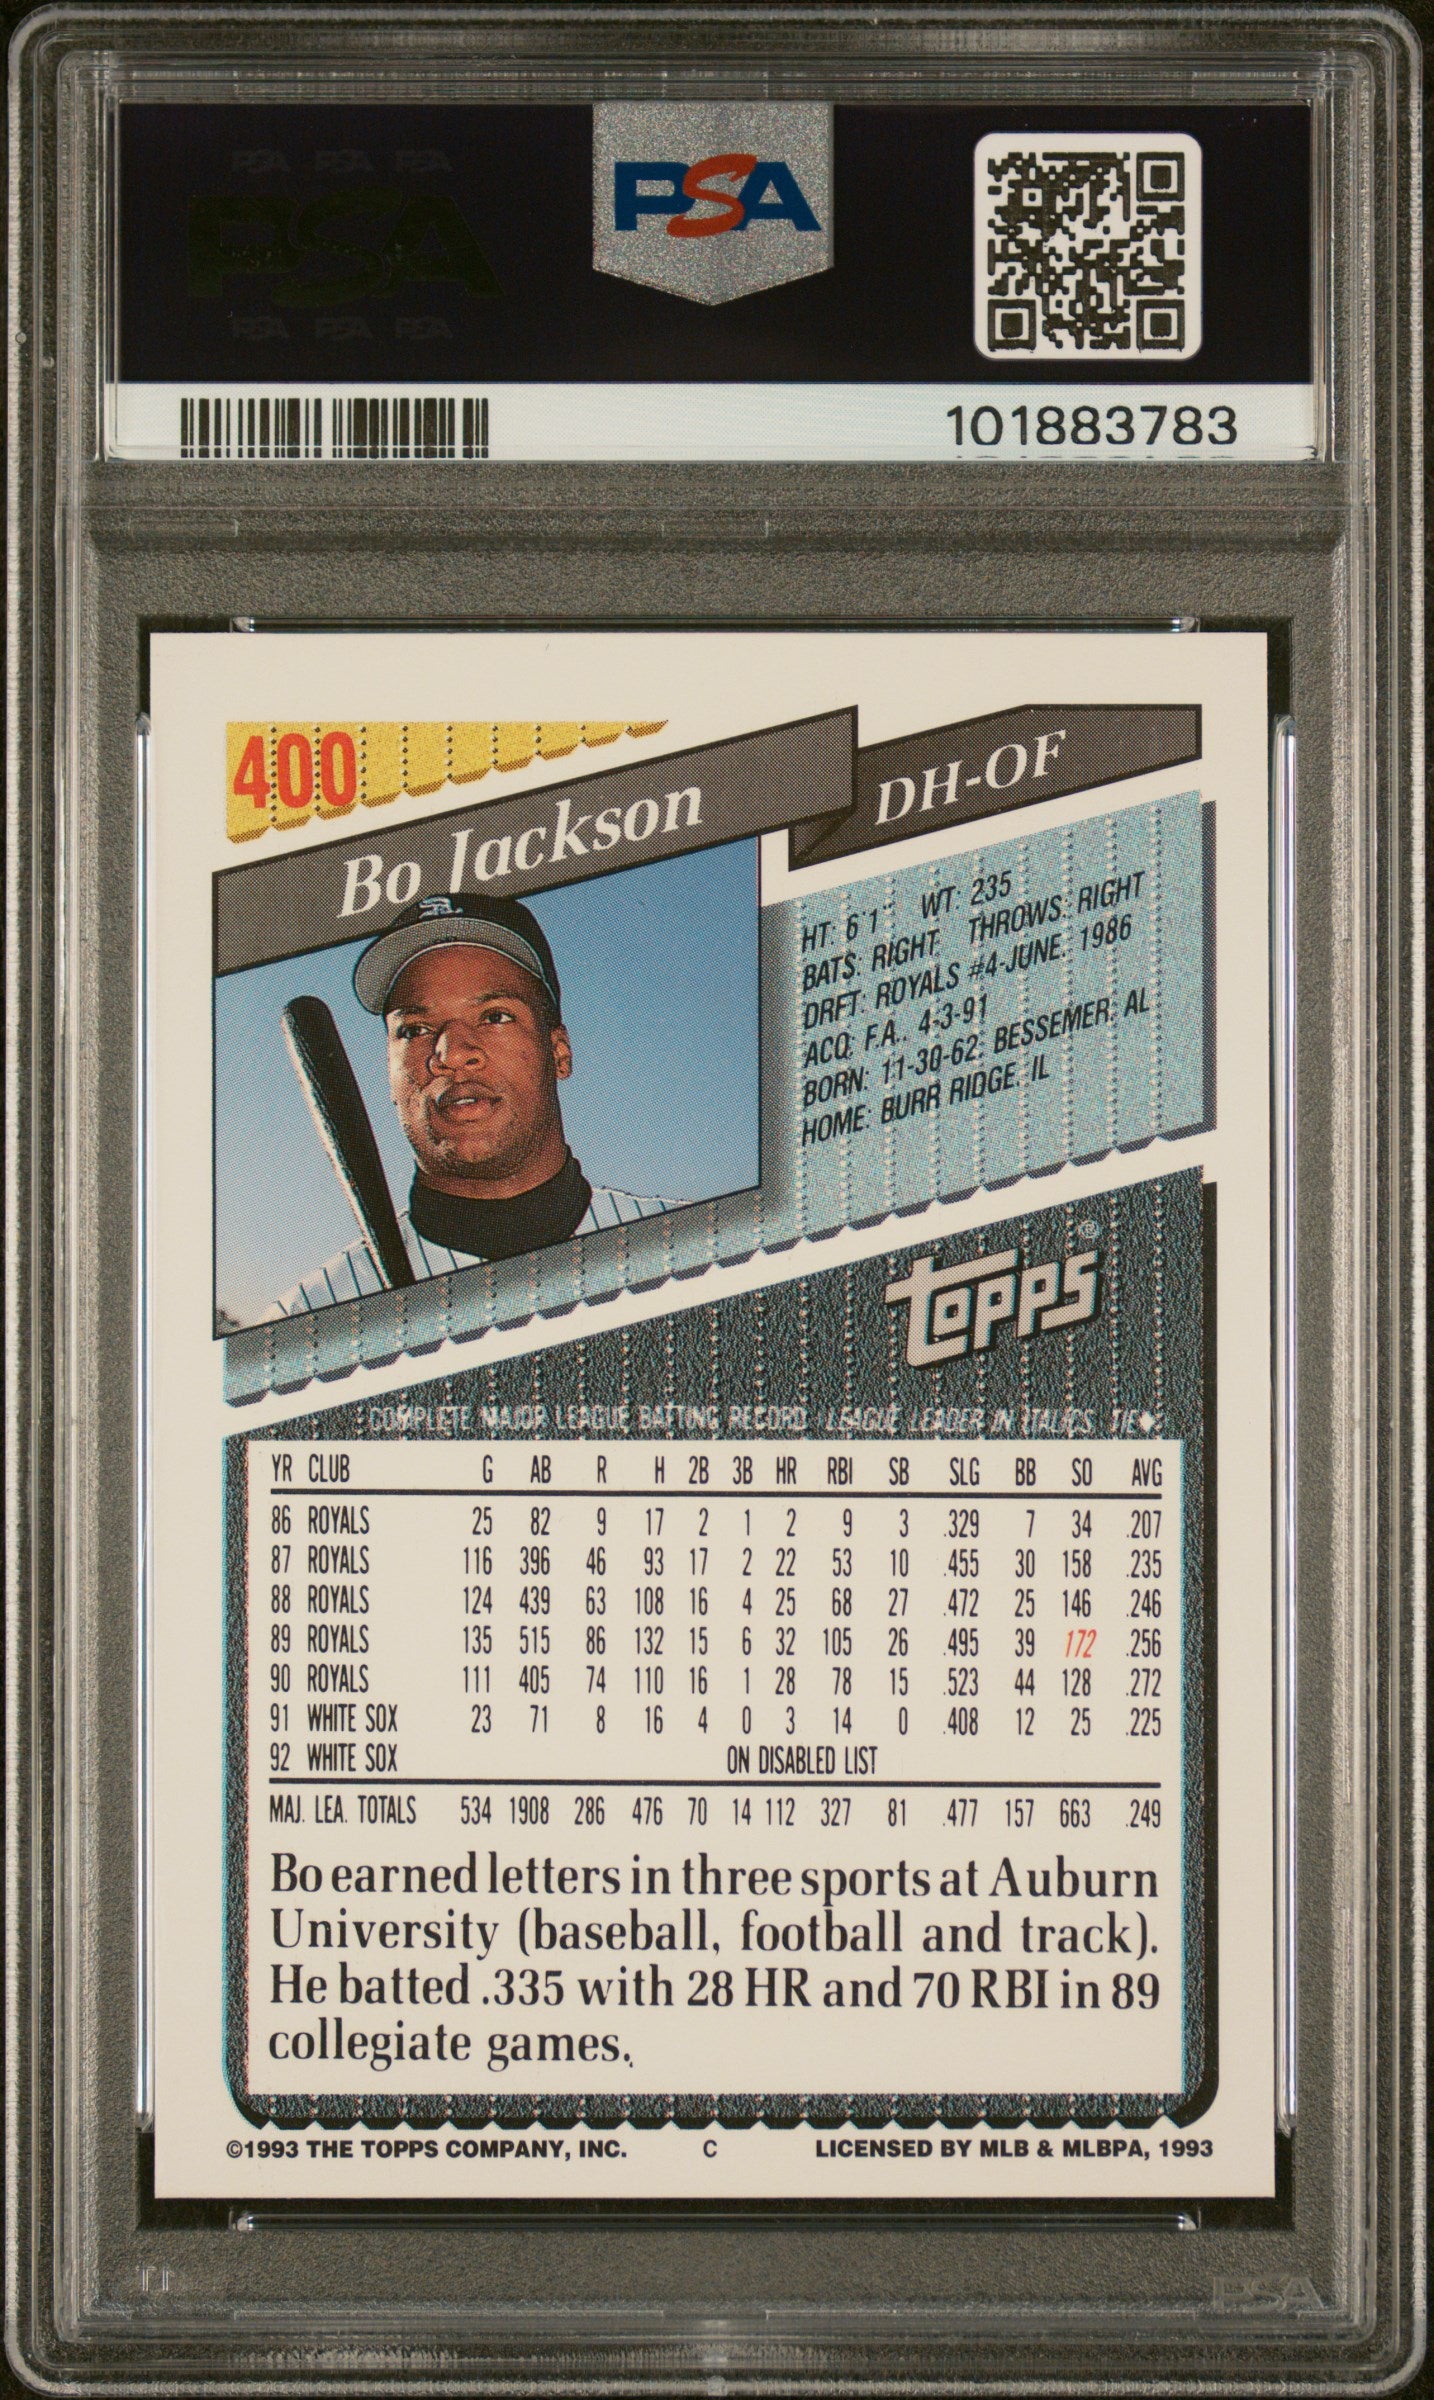 PSA PSA PSA
PSA
PSA PSA PSA
PSA
101883783
400
Bo Jackson
DH-OF
HT: 6'1" WT: 235
BATS: RIGHT THROWS: RIGHT
DRFT: ROYALS #4-JUNE, 1986
ACQ: F.A., 4-3-91
BORN: 11-30-62, BESSEMER, AL
HOME: BURR RIDGE, IL
TOPPS ®
COMPLETE MAJOR LEAGUE BATTING RECORD LEAGUE LEADER IN ITALICS, TIE◆
YR CLUB G AB R H 2B 3B HR RBI SB SLG BB SO AVG
86 ROYALS 25 82 9 17 2 1 2 9 3 .329 7 34 .207
87 ROYALS 116 396 46 93 17 2 22 53 10 .455 30 158 .235
88 ROYALS 124 439 63 108 16 4 25 68 27 .472 25 146 .246
89 ROYALS 135 515 86 132 15 6 32 105 26 .495 39 172 .256
90 ROYALS 111 405 74 110 16 1 28 78 15 .523 44 128 .272
91 WHITE SOX 23 71 8 16 4 0 3 14 0 .408 12 25 .225
92 WHITE SOX ON DISABLED LIST
MAJ. LEA. TOTALS 534 1908 286 476 70 14 112 327 81 .477 157 663 .249
Bo earned letters in three sports at Auburn
University (baseball, football and track).
He batted .335 with 28 HR and 70 RBI in 89
collegiate games.
©1993 THE TOPPS COMPANY, INC. C LICENSED BY MLB & MLBPA, 1993
PSA